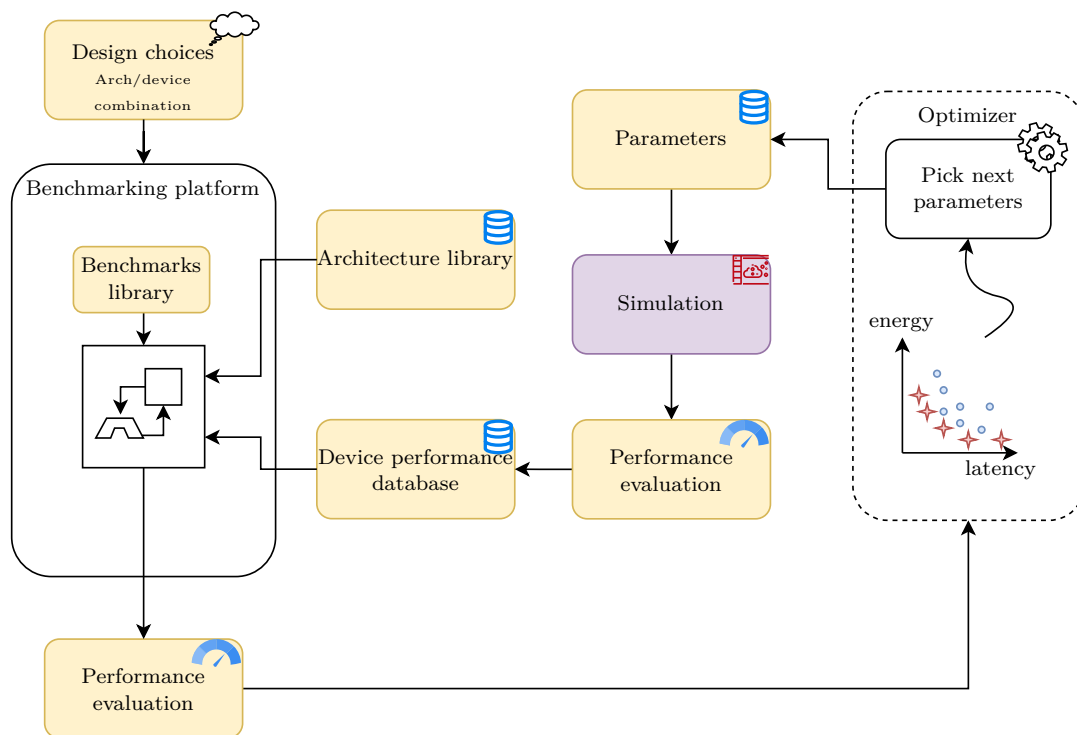 Design choices
Arch/device
combination
Benchmarking platform
Benchmarks
library
Architecture library
Device performance
database
Parameters
Simulation
Performance
evaluation
Optimizer
Pick next
parameters
energy
latency
Performance
evaluation